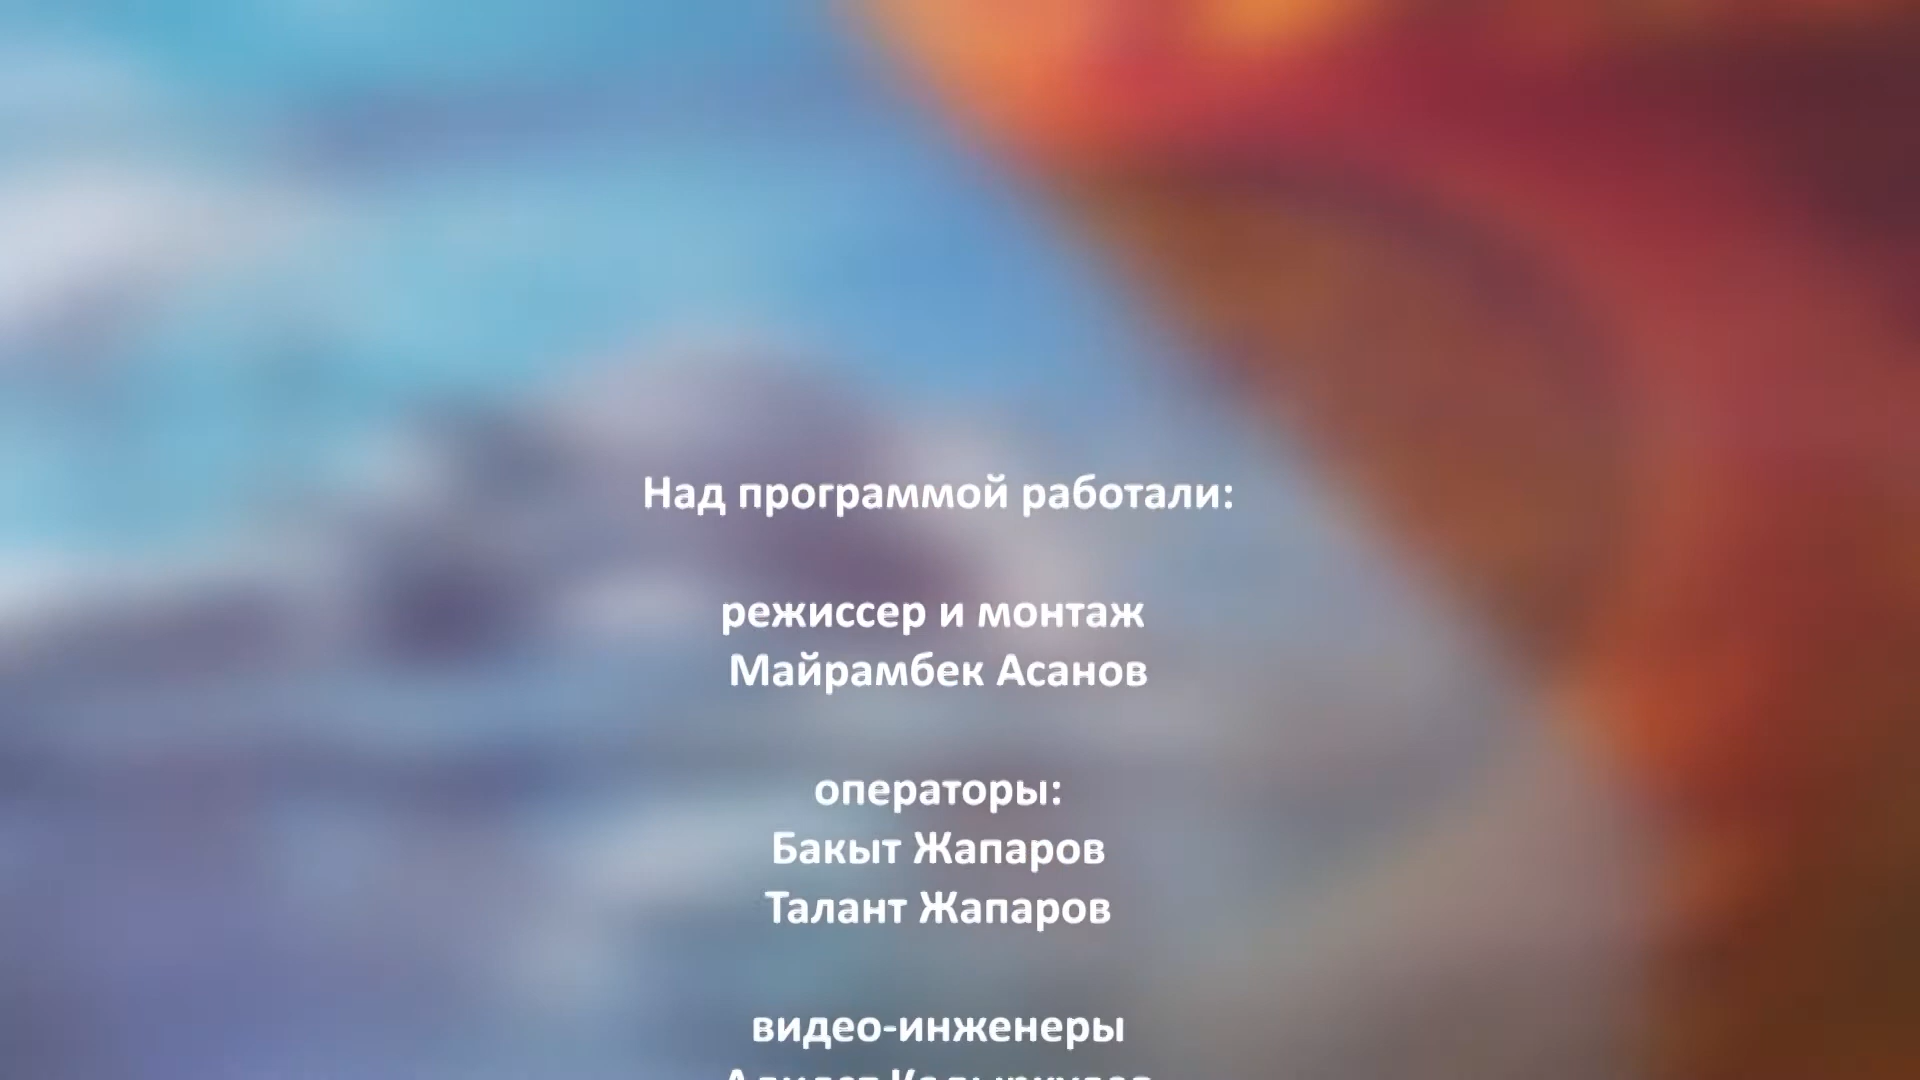 Над программой работали:
режиссер и монтаж
Майрамбек Асанов
операторы:
Бакыт Жапаров
Талант Жапаров
видео-инженеры